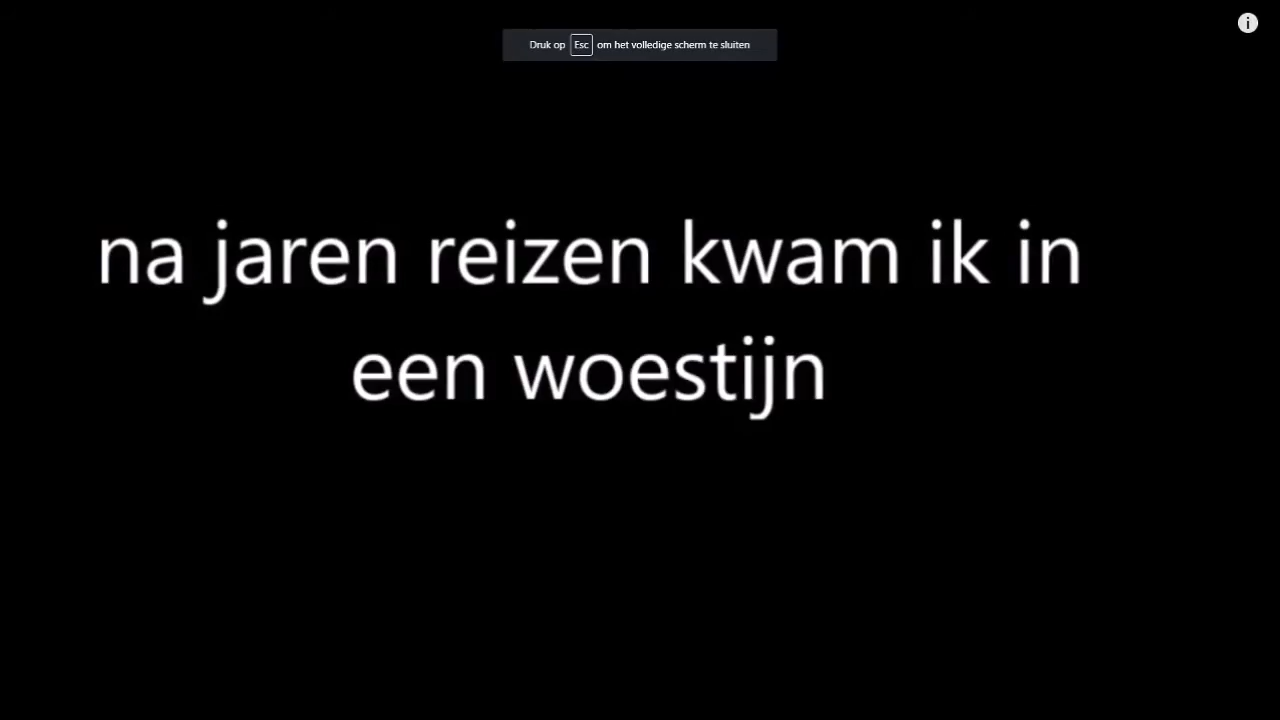 Druk op Esc om het volledige scherm te sluiten
na jaren reizen kwam ik in
een woestijn